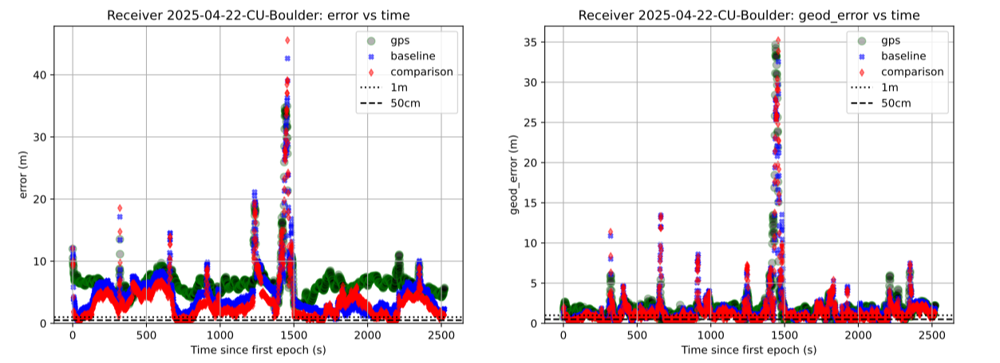 Receiver 2025-04-22-CU-Boulder: error vs time
gps
baseline
comparison
1m
50cm
40
30
20
10
0
error (m)
0
500
1000
1500
2000
2500
Time since first epoch (s)
Receiver 2025-04-22-CU-Boulder: geod_error vs time
gps
baseline
comparison
1m
50cm
35
30
25
20
15
10
5
0
geod_error (m)
0
500
1000
1500
2000
2500
Time since first epoch (s)